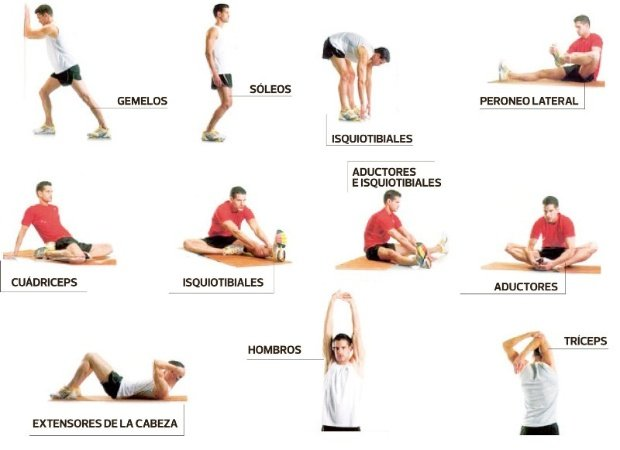 GEMELOS
SÓLEOS
ISQUIOTIBIALES
PERONEO LATERAL
CUÁDRICEPS
ISQUIOTIBIALES
ADUCTORES
E ISQUIOTIBIALES
ADUCTORES
EXTENSORES DE LA CABEZA
HOMBROS
TRÍCEPS